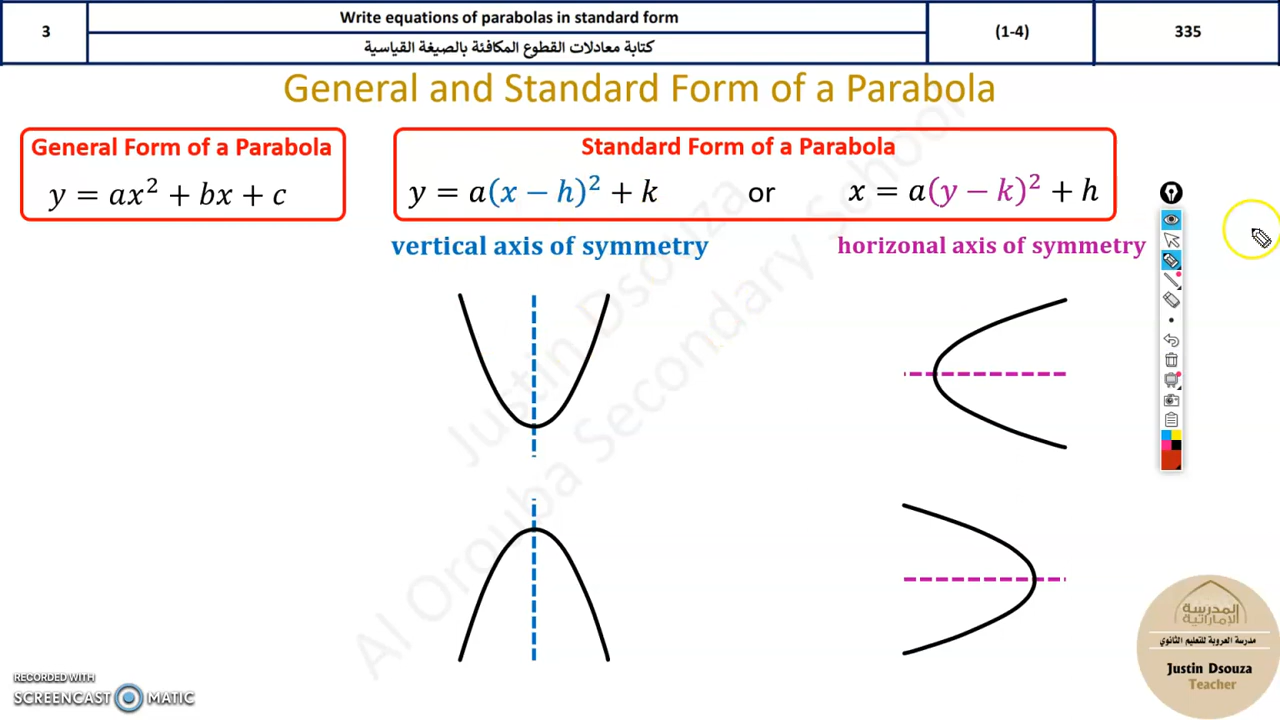 3
Write equations of parabolas in standard form
كتابة معادلات القطوع المكافئة بالصيغة القياسية
(1-4)
335
General and Standard Form of a Parabola
General Form of a Parabola
y = ax² + bx + c
Standard Form of a Parabola
y = a(x − h)² + k or x = a(y − k)² + h
vertical axis of symmetry
horizonal axis of symmetry
Justin Dsouza
Al Orouba Secondary School
المدرسة
الإماراتية
مدرسة العروبة للتعليم الثانوي
Justin Dsouza
Teacher
RECORDED WITH
SCREENCAST MATIC